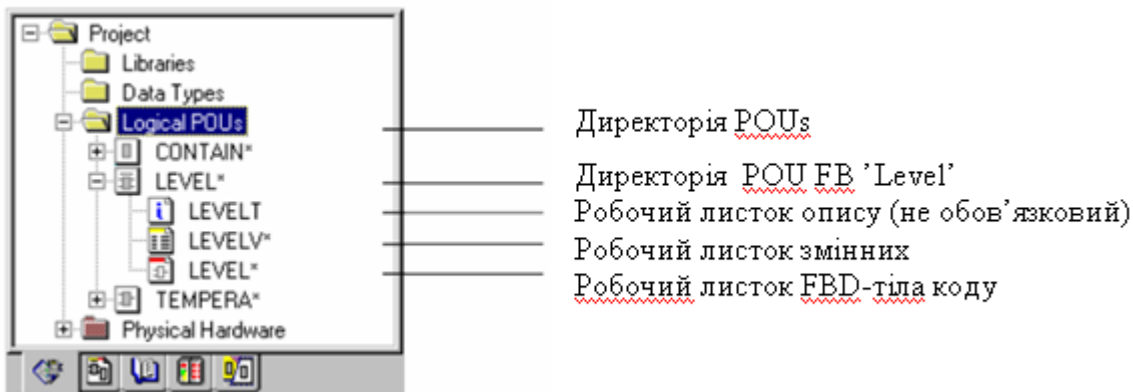 Project
Libraries
Data Types
Logical POUs
CONTAIN*
LEVEL*
LEVELT
LEVELV*
LEVEL*
TEMPERA*
Physical Hardware
Директорія POUs
Директорія POU FB ’Level’
Робочий листок опису (не обов’язковий)
Робочий листок змінних
Робочий листок FBD-тіла коду